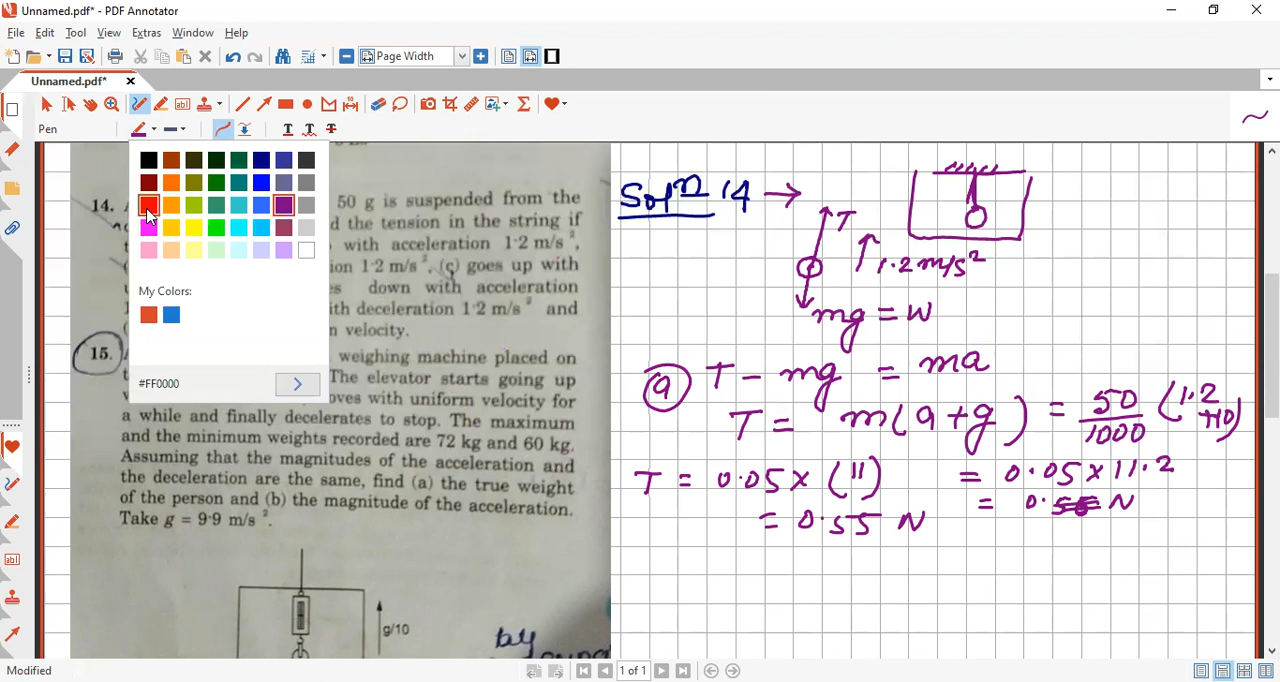 Unnamed.pdf* - PDF Annotator
File Edit Tool View Extras Window Help
Page Width
Unnamed.pdf*
Pen
My Colors:
#FF0000
14.
50 g is suspended from the
d the tension in the string if
with acceleration 1·2 m/s²,
ion 1·2 m/s², (c) goes up with
s down with acceleration
ith deceleration 1·2 m/s² and
n velocity.
15.
weighing machine placed on
The elevator starts going up
oves with uniform velocity for
a while and finally decelerates to stop. The maximum
and the minimum weights recorded are 72 kg and 60 kg.
Assuming that the magnitudes of the acceleration and
the deceleration are the same, find (a) the true weight
of the person and (b) the magnitude of the acceleration.
Take g = 9·9 m/s².
g/10
by
Solⁿ 14 →
T
1.2 m/s²
mg = W
(a) T - mg = ma
T = m(a+g) = 50/1000 (1.2 +10)
T = 0.05 × (11) = 0.05 × 11.2
= 0.55 N = 0.5 N
Modified
1 of 1